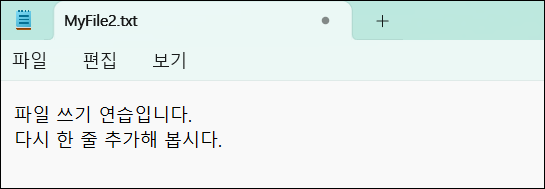 MyFile2.txt
파일 편집 보기
파일 쓰기 연습입니다.
다시 한 줄 추가해 봅시다.